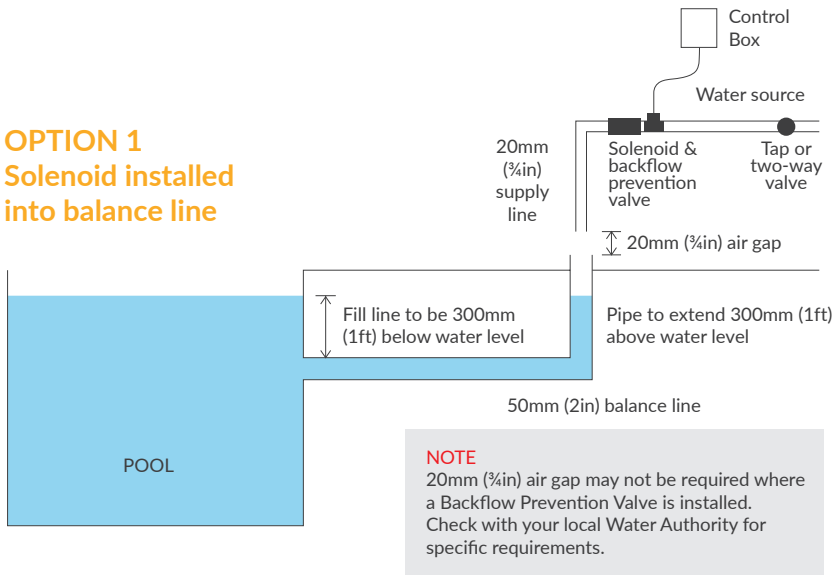 Control
Box
Water source
OPTION 1
Solenoid installed
into balance line
20mm
(¾in)
supply
line
Solenoid &
backflow
prevention
valve
Tap or
two-way
valve
20mm (¾in) air gap
Fill line to be 300mm
(1ft) below water level
Pipe to extend 300mm (1ft)
above water level
50mm (2in) balance line
POOL
NOTE
20mm (¾in) air gap may not be required where
a Backflow Prevention Valve is installed.
Check with your local Water Authority for
specific requirements.